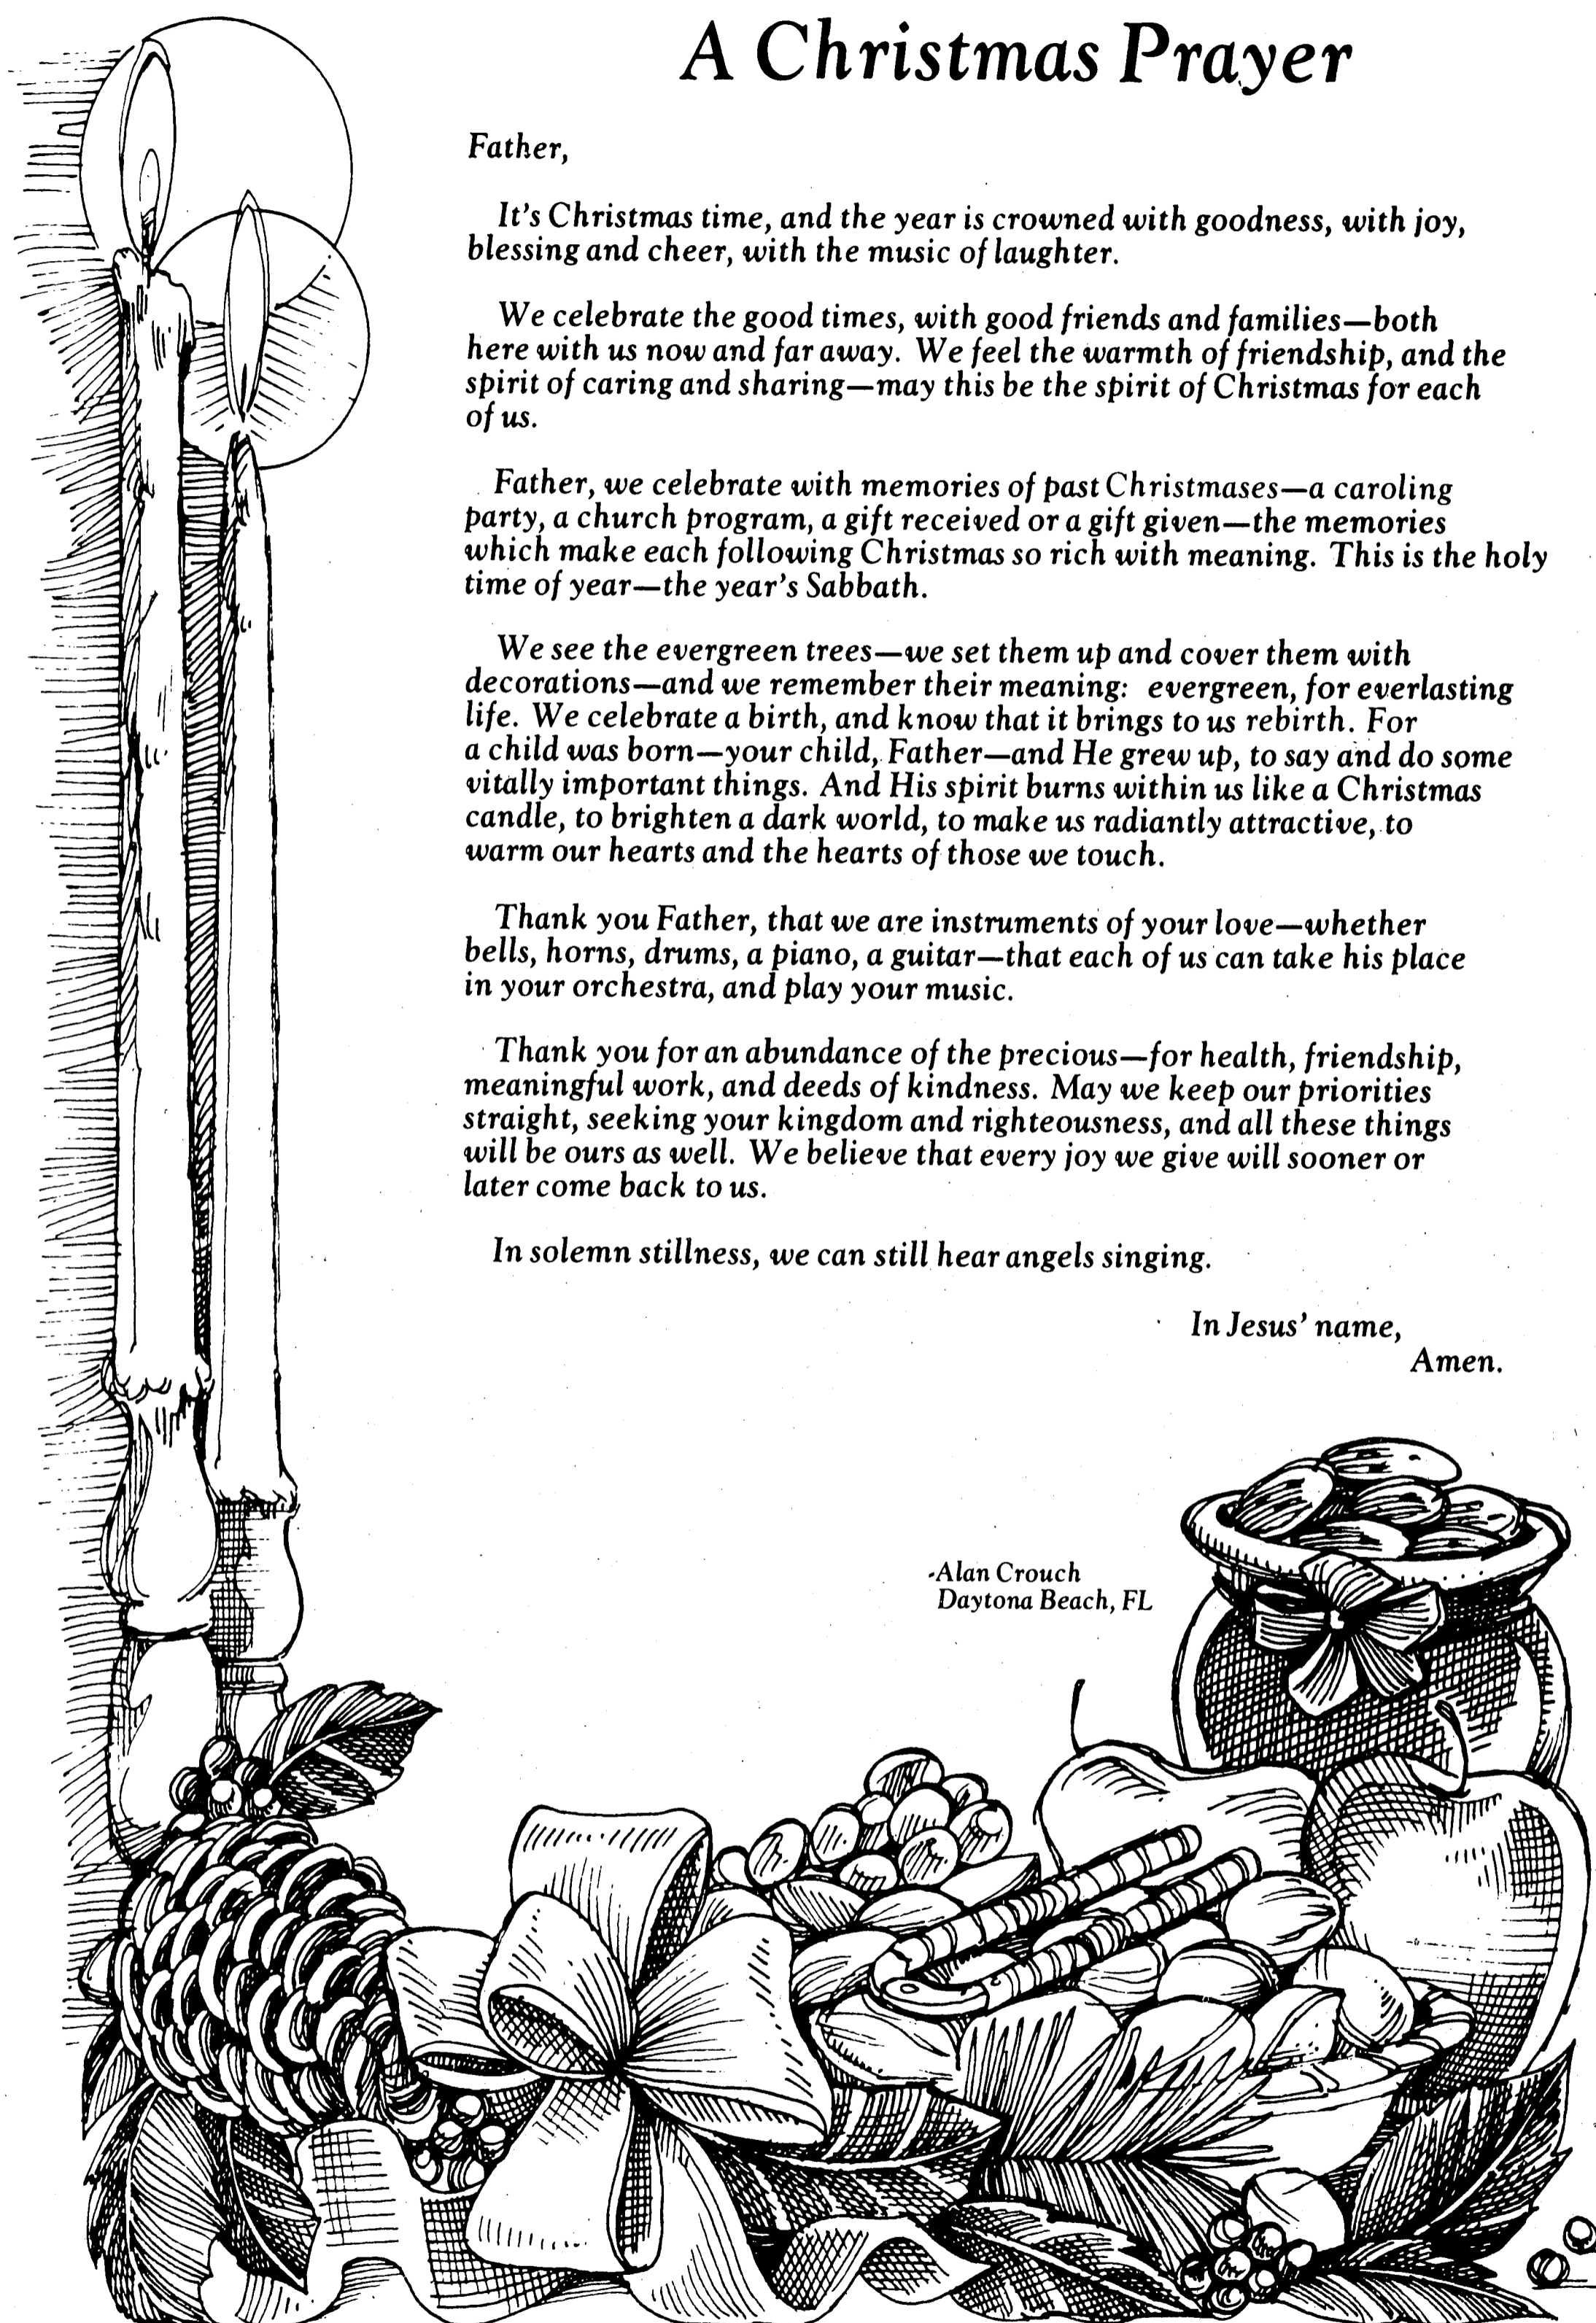 A Christmas Prayer
Father,
It's Christmas time, and the year is crowned with goodness, with joy,
blessing and cheer, with the music of laughter.
We celebrate the good times, with good friends and families—both
here with us now and far away. We feel the warmth of friendship, and the
spirit of caring and sharing—may this be the spirit of Christmas for each
of us.
Father, we celebrate with memories of past Christmases—a caroling
party, a church program, a gift received or a gift given—the memories
which make each following Christmas so rich with meaning. This is the holy
time of year—the year's Sabbath.
We see the evergreen trees—we set them up and cover them with
decorations—and we remember their meaning: evergreen, for everlasting
life. We celebrate a birth, and know that it brings to us rebirth. For
a child was born—your child, Father—and He grew up, to say and do some
vitally important things. And His spirit burns within us like a Christmas
candle, to brighten a dark world, to make us radiantly attractive, to
warm our hearts and the hearts of those we touch.
Thank you Father, that we are instruments of your love—whether
bells, horns, drums, a piano, a guitar—that each of us can take his place
in your orchestra, and play your music.
Thank you for an abundance of the precious—for health, friendship,
meaningful work, and deeds of kindness. May we keep our priorities
straight, seeking your kingdom and righteousness, and all these things
will be ours as well. We believe that every joy we give will sooner or
later come back to us.
In solemn stillness, we can still hear angels singing.
In Jesus' name,
Amen.
-Alan Crouch
Daytona Beach, FL